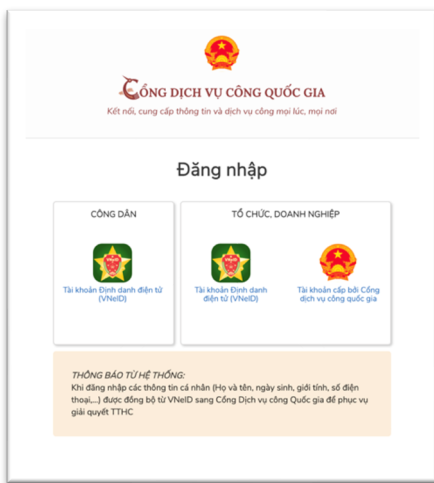 CỔNG DỊCH VỤ CÔNG QUỐC GIA
Kết nối, cung cấp thông tin và dịch vụ công mọi lúc, mọi nơi
Đăng nhập
CÔNG DÂN
Tài khoản Định danh điện tử
(VNeID)
TỔ CHỨC, DOANH NGHIỆP
Tài khoản Định danh
điện tử (VNeID)
Tài khoản cấp bởi Cổng
dịch vụ công quốc gia
THÔNG BÁO TỪ HỆ THỐNG:
Khi đăng nhập các thông tin cá nhân (Họ và tên, ngày sinh, giới tính, số điện
thoại,...) được đồng bộ từ VNeID sang Cổng Dịch vụ công Quốc gia để phục vụ
giải quyết TTHC